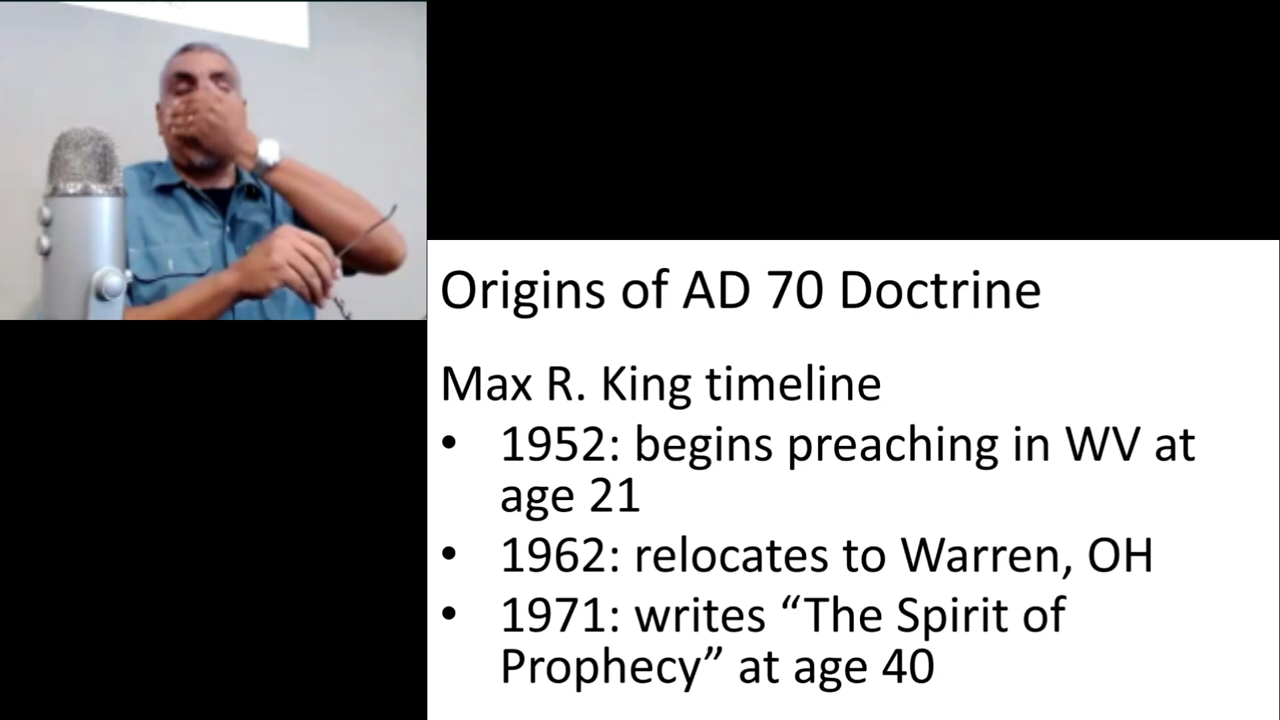 Origins of AD 70 Doctrine
Max R. King timeline
• 1952: begins preaching in WV at
age 21
• 1962: relocates to Warren, OH
• 1971: writes “The Spirit of
Prophecy” at age 40